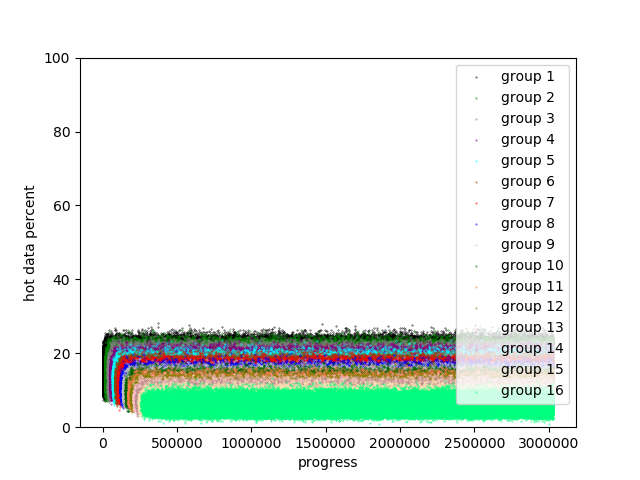 100
80
60
40
20
0
hot data percent
0 500000 1000000 1500000 2000000 2500000 3000000
progress
group 1
group 2
group 3
group 4
group 5
group 6
group 7
group 8
group 9
group 10
group 11
group 12
group 13
group 14
group 15
group 16